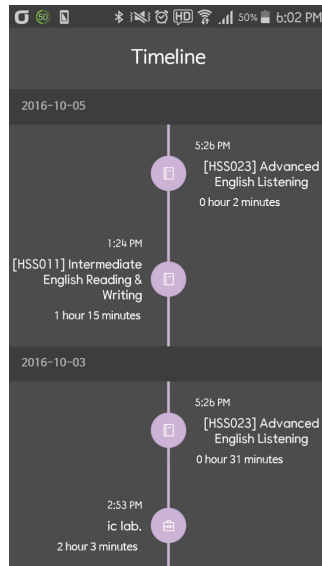 50 HD 50% 6:02 PM
Timeline
2016-10-05
5:26 PM
[HSS023] Advanced
English Listening
0 hour 2 minutes
1:24 PM
[HSS011] Intermediate
English Reading &
Writing
1 hour 15 minutes
2016-10-03
5:26 PM
[HSS023] Advanced
English Listening
0 hour 31 minutes
2:53 PM
ic lab.
2 hour 3 minutes